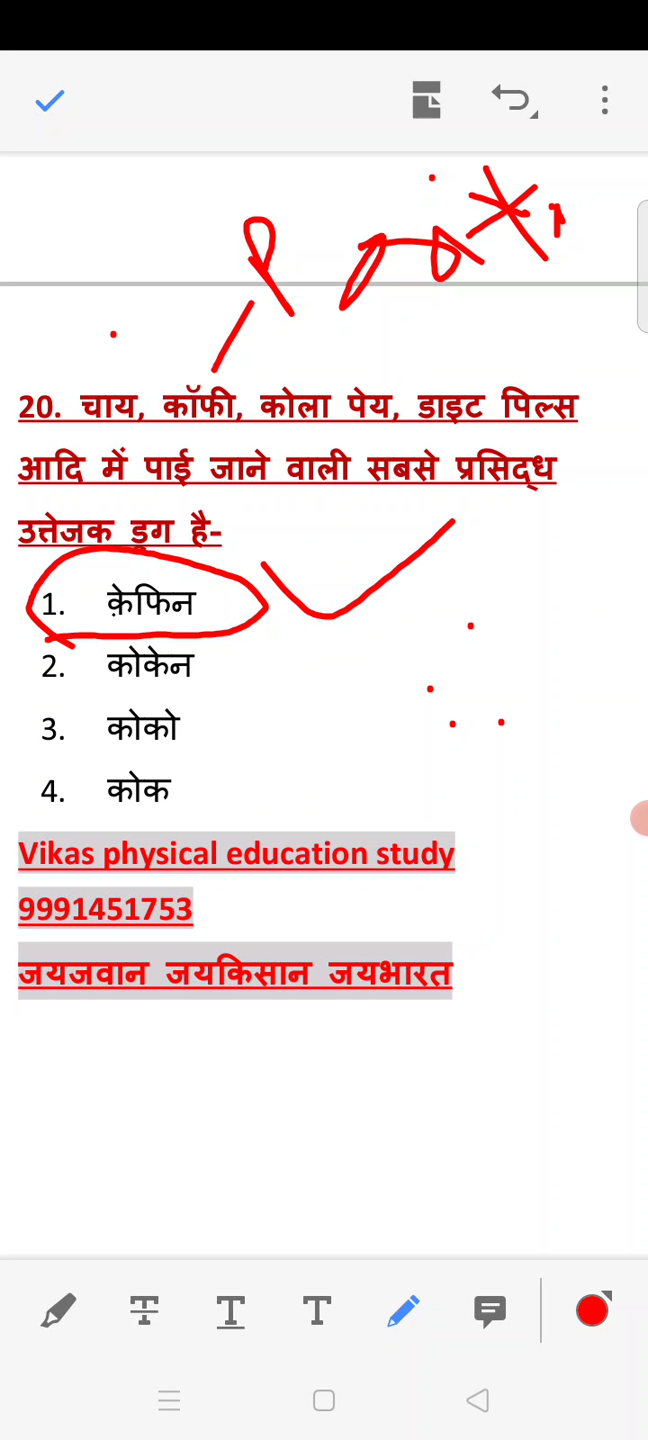 20. चाय, कॉफी, कोला पेय, डाइट पिल्स
आदि में पाई जाने वाली सबसे प्रसिद्ध
उत्तेजक डुग है-
1. क़ेफिन
2. कोकेन
3. कोको
4. कोक
Vikas physical education study
9991451753
जयजवान जयकिसान जयभारत